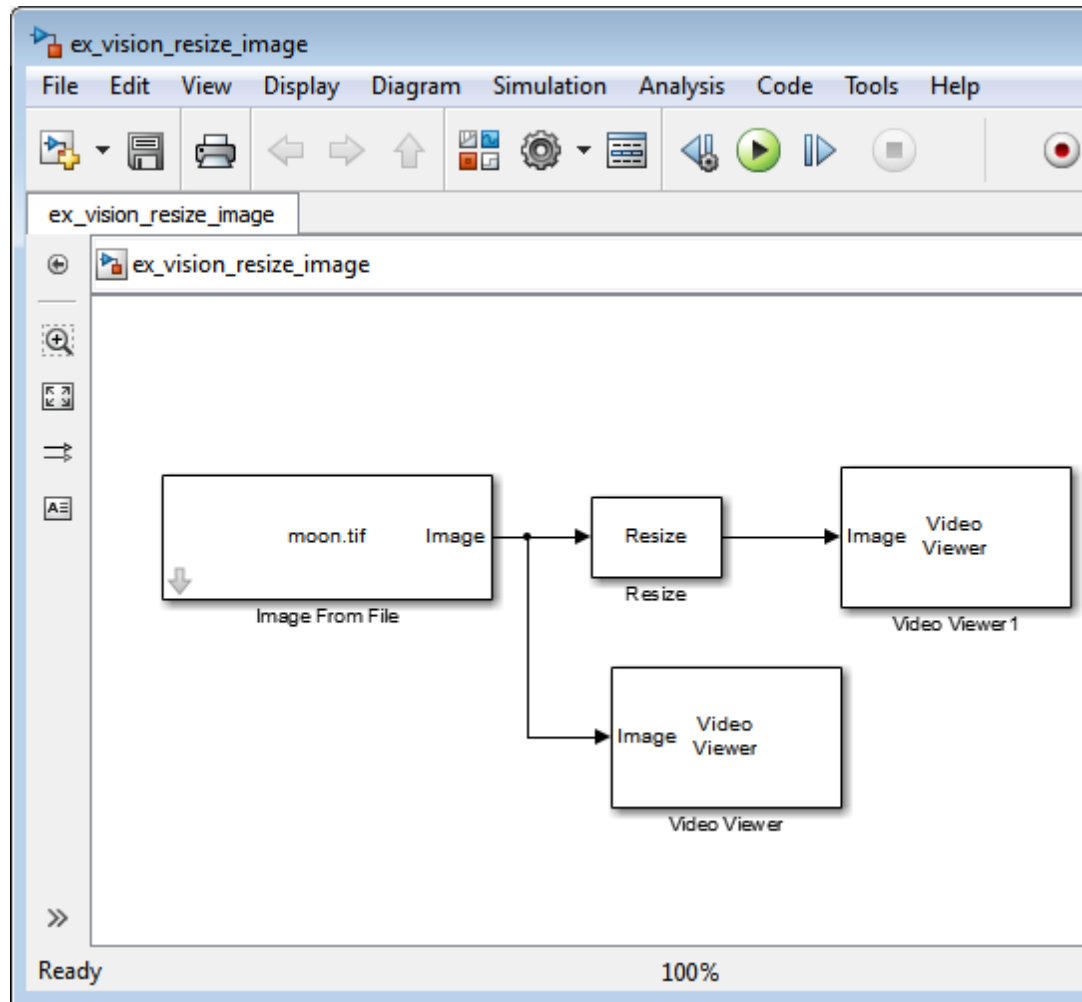 ex_vision_resize_image
File Edit View Display Diagram Simulation Analysis Code Tools Help
ex_vision_resize_image
ex_vision_resize_image
A
moon.tif Image
Image From File
Resize
Resize
Image Video
Viewer
Video Viewer1
Image Video
Viewer
Video Viewer
Ready 100%